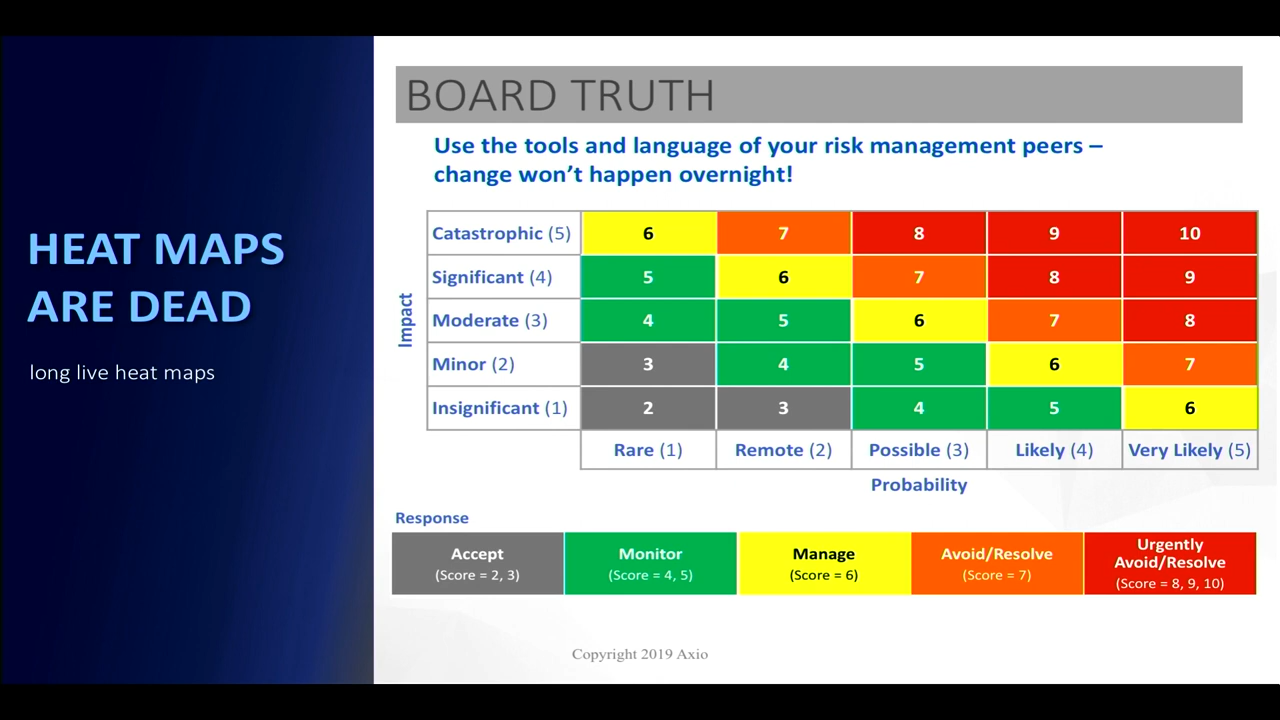 HEAT MAPS
ARE DEAD
long live heat maps
BOARD TRUTH
Use the tools and language of your risk management peers –
change won't happen overnight!
Impact
Catastrophic (5) 6 7 8 9 10
Significant (4) 5 6 7 8 9
Moderate (3) 4 5 6 7 8
Minor (2) 3 4 5 6 7
Insignificant (1) 2 3 4 5 6
Rare (1) Remote (2) Possible (3) Likely (4) Very Likely (5)
Probability
Response
Accept
(Score = 2, 3)
Monitor
(Score = 4, 5)
Manage
(Score = 6)
Avoid/Resolve
(Score = 7)
Urgently
Avoid/Resolve
(Score = 8, 9, 10)
Copyright 2019 Axio